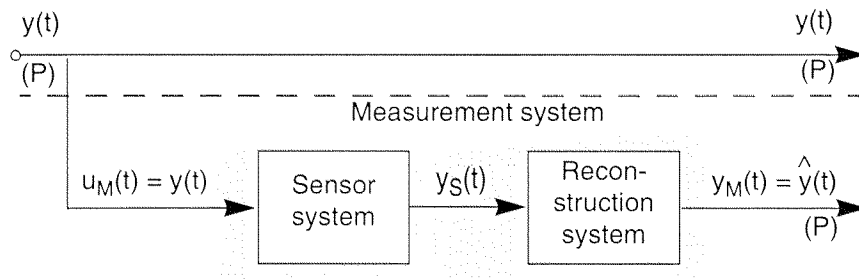 y(t)
y(t)
(P)
(P)
Measurement system
u_M(t) = y(t)
Sensor
system
y_S(t)
Recon-
struction
system
y_M(t) = ŷ(t)
(P)